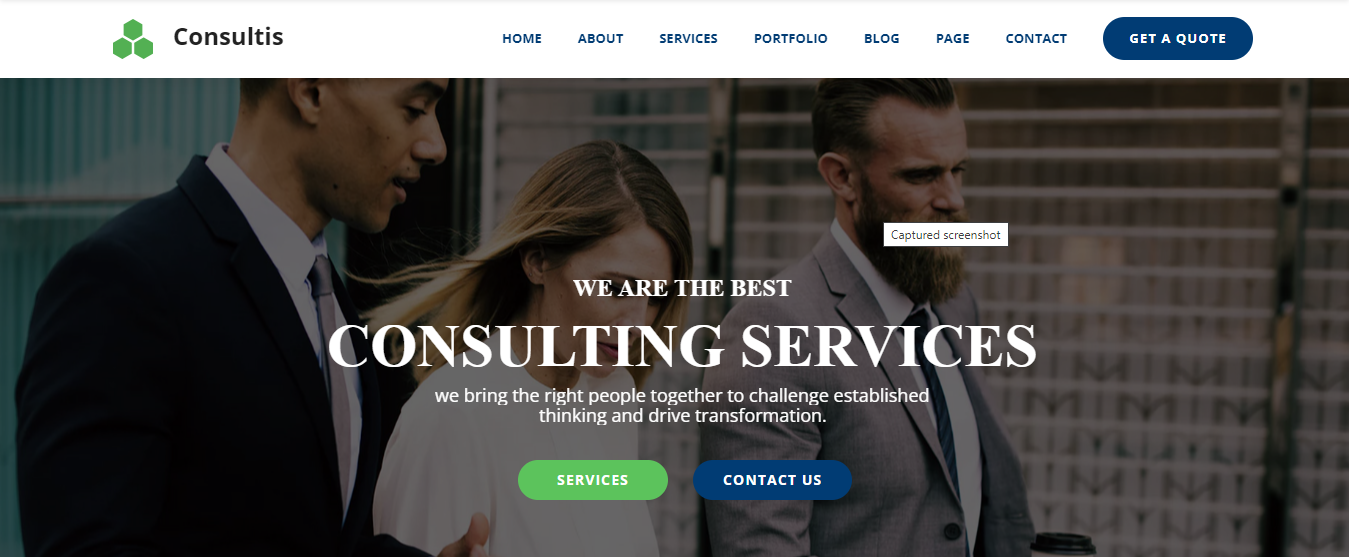 Consultis
HOME ABOUT SERVICES PORTFOLIO BLOG PAGE CONTACT GET A QUOTE
Captured screenshot
WE ARE THE BEST
CONSULTING SERVICES
we bring the right people together to challenge established
thinking and drive transformation.
SERVICES CONTACT US